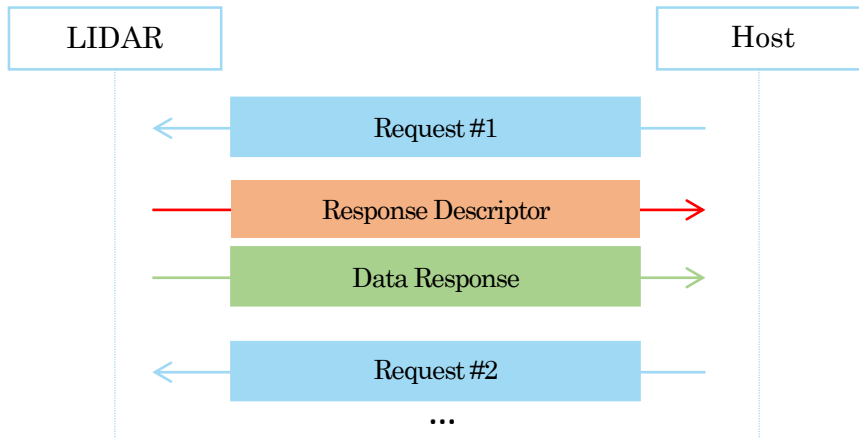 LIDAR
Host
Request #1
Response Descriptor
Data Response
Request #2
...